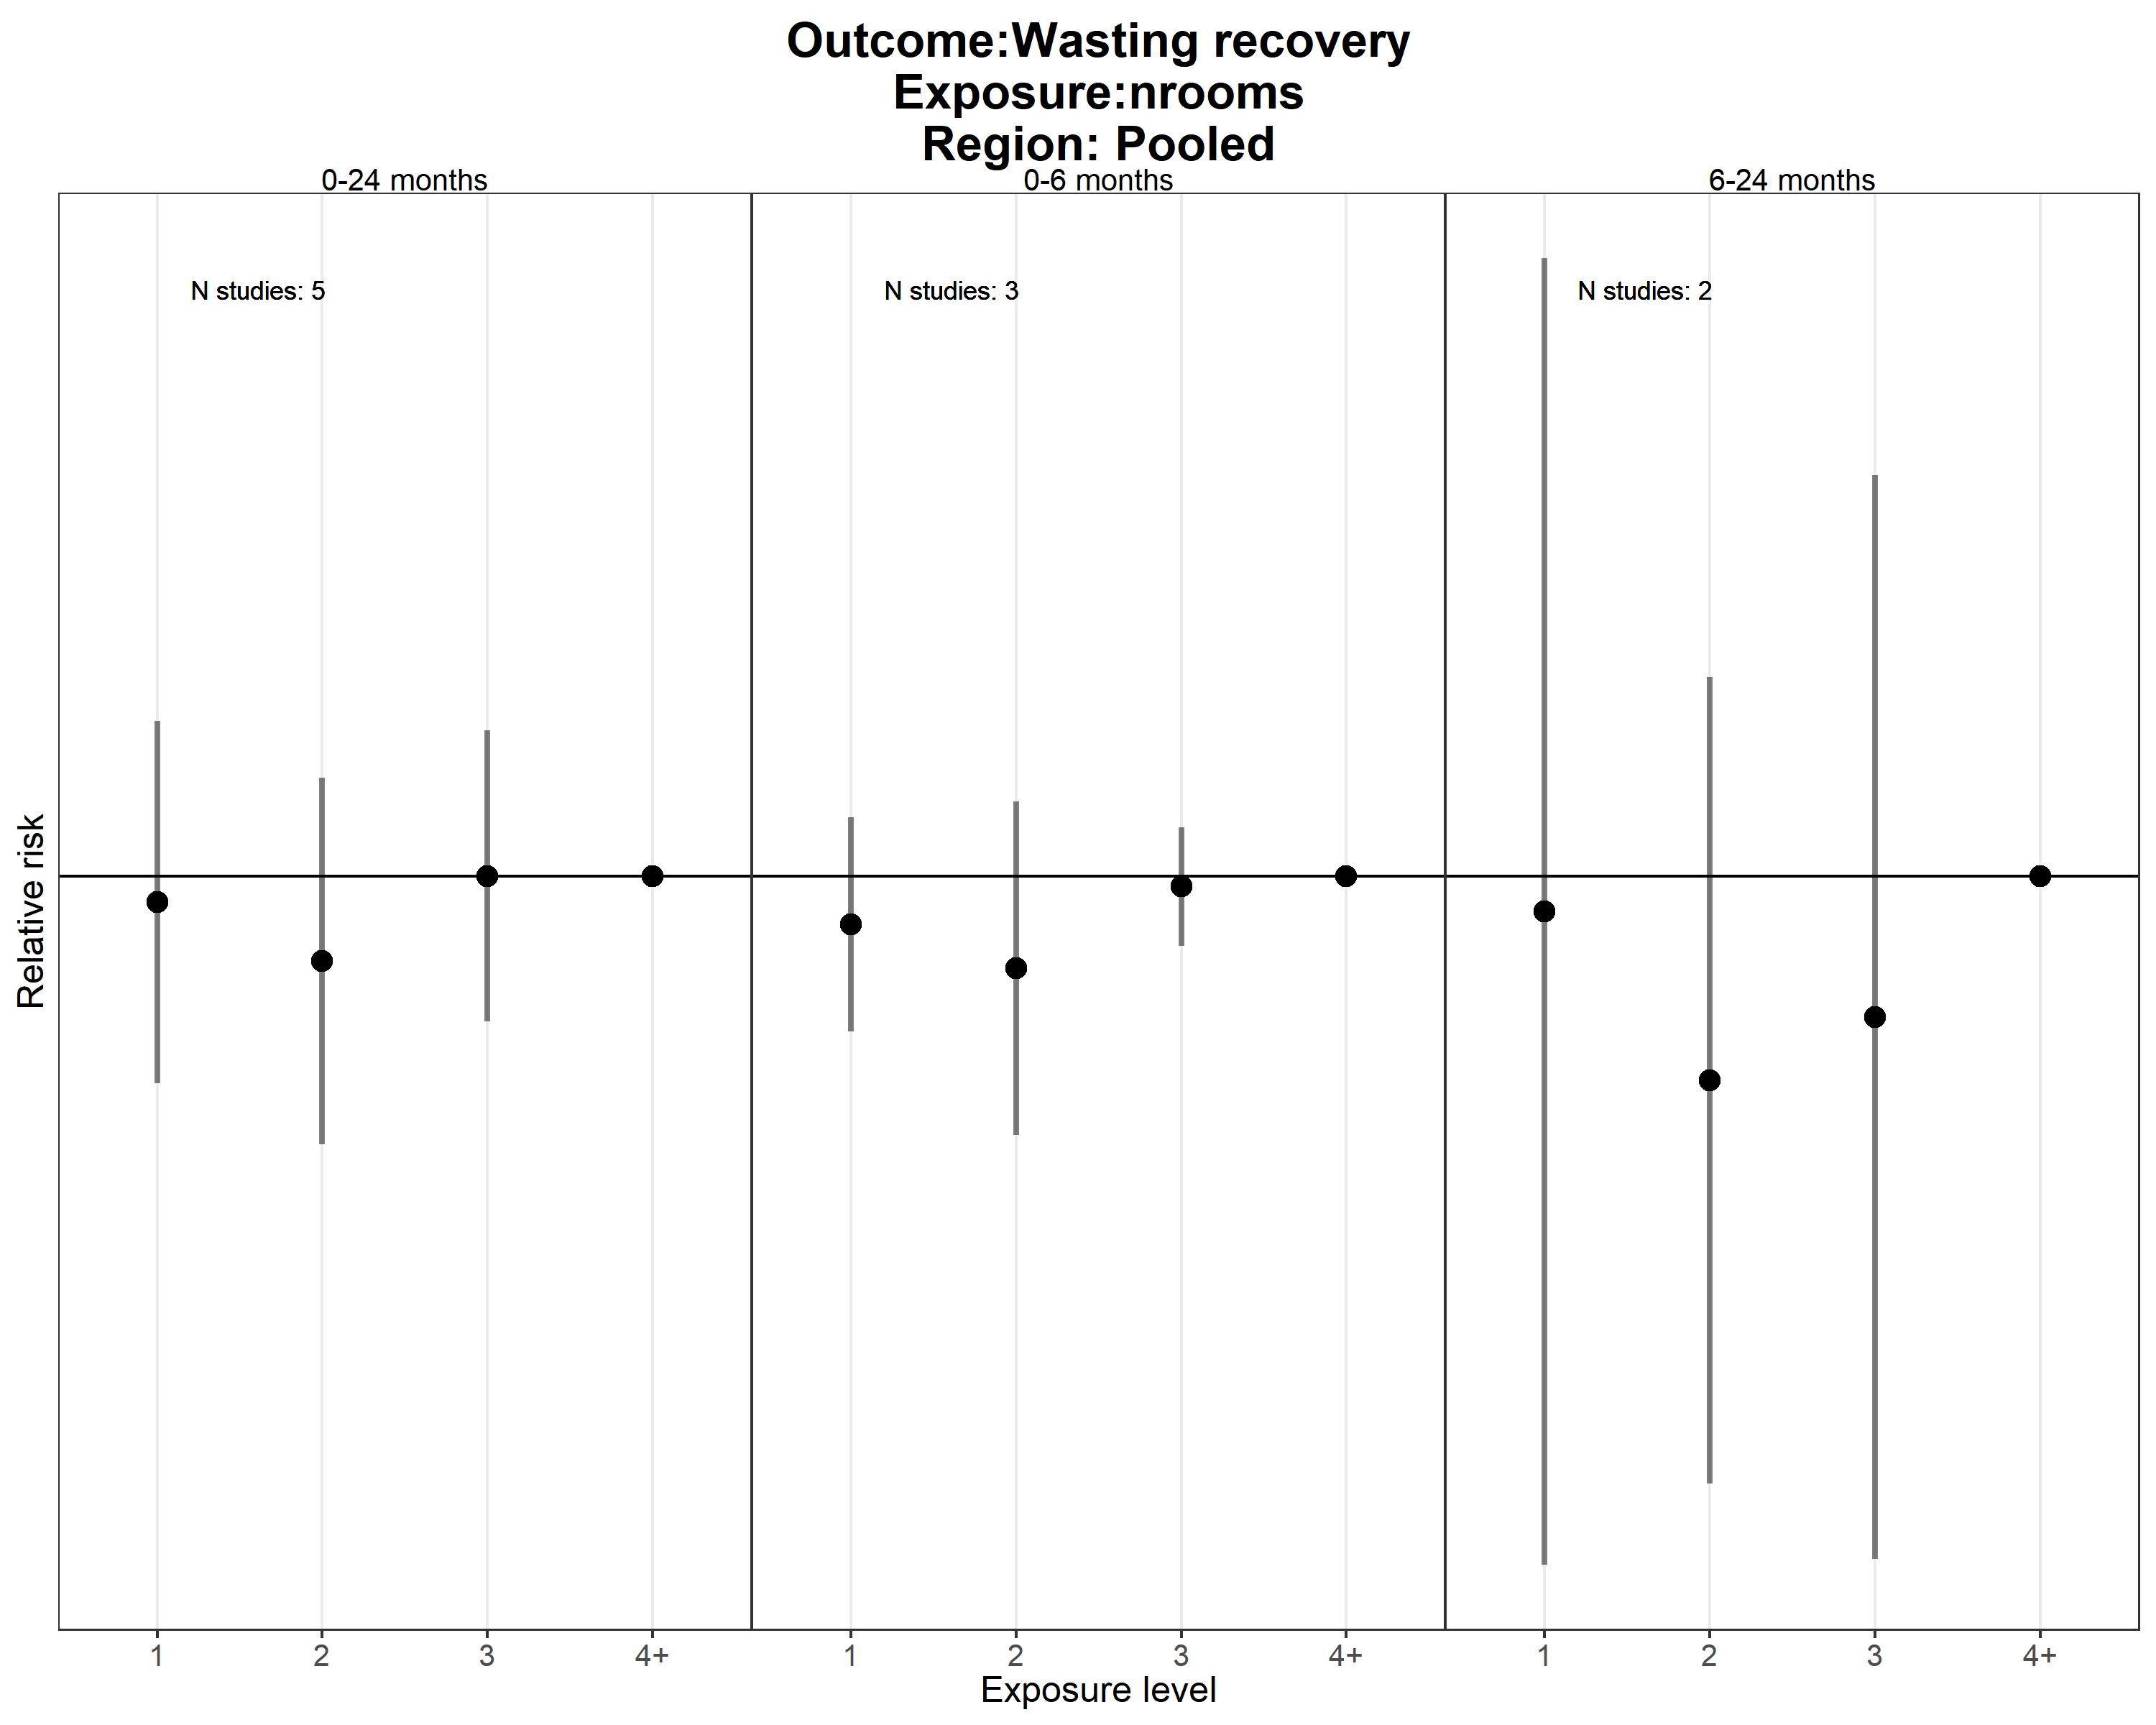 Outcome:Wasting recovery
Exposure:nrooms
Region: Pooled
0-24 months
0-6 months
6-24 months
N studies: 5
N studies: 3
N studies: 2
Relative risk
1 2 3 4+ 1 2 3 4+ 1 2 3 4+
Exposure level